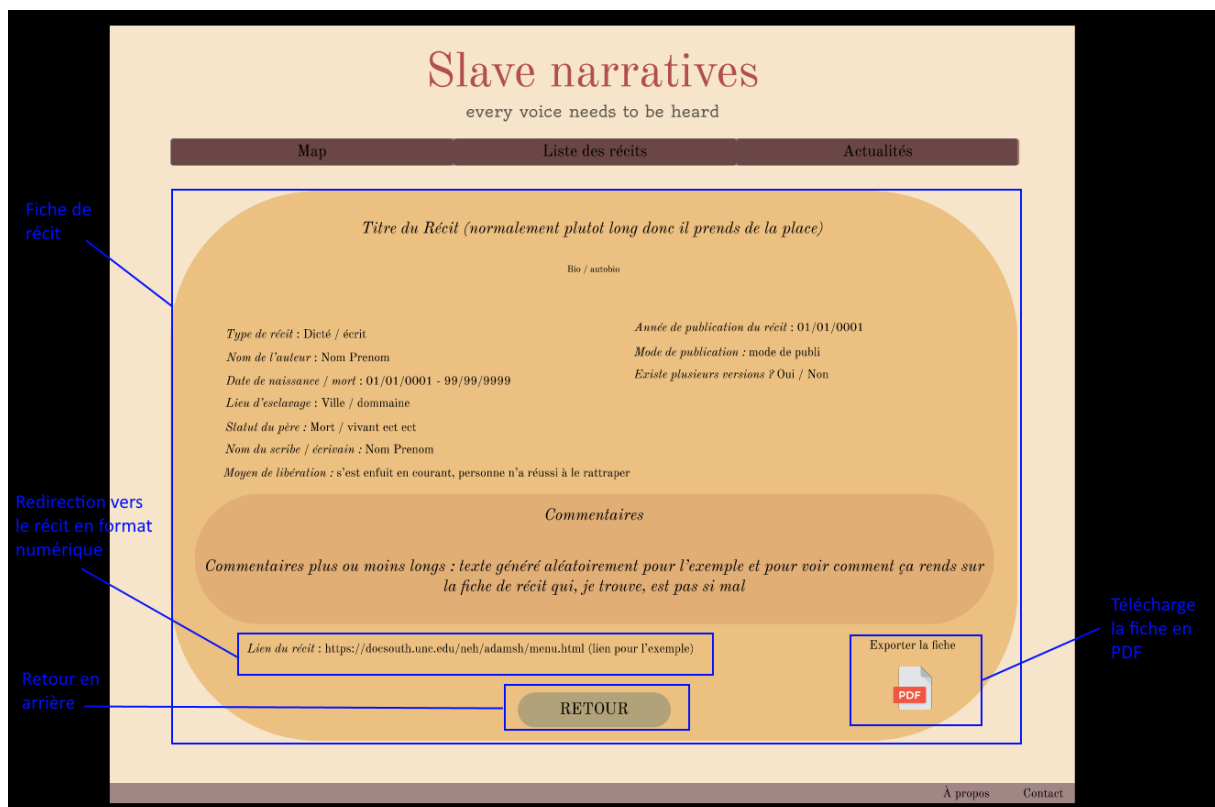 Slave narratives
every voice needs to be heard
Map
Liste des récits
Actualités
Fiche de
récit
Titre du Récit (normalement plutot long donc il prends de la place)
Bio / autobio
Type de récit : Dicté / écrit
Nom de l'auteur : Nom Prenom
Date de naissance / mort : 01/01/0001 - 99/99/9999
Lieu d'esclavage : Ville / dommaine
Statut du père : Mort / vivant ect ect
Nom du scribe / écrivain : Nom Prenom
Moyen de libération : s'est enfuit en courant, personne n'a réussi à le rattraper
Année de publication du récit : 01/01/0001
Mode de publication : mode de publi
Existe plusieurs versions ? Oui / Non
Redirection vers
le récit en format
numérique
Commentaires
Commentaires plus ou moins longs : texte généré aléatoirement pour l'exemple et pour voir comment ça rends sur
la fiche de récit qui, je trouve, est pas si mal
Lien du récit : https://docsouth.unc.edu/neh/adamsh/menu.html (lien pour l'exemple)
Exporter la fiche
PDF
Télécharge
la fiche en
PDF
Retour en
arrière
RETOUR
À propos
Contact